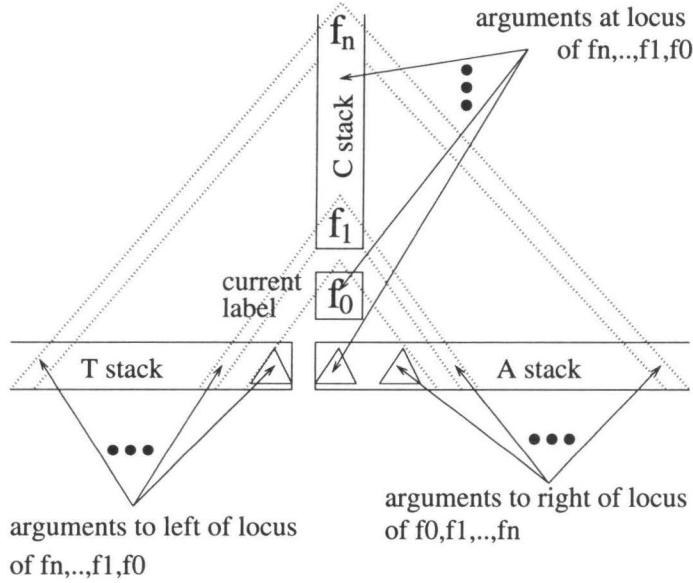 arguments at locus
of fn,..,f1,f0
fn
C stack
f1
current
label
f0
T stack
A stack
arguments to left of locus
of fn,..,f1,f0
arguments to right of locus
of f0,f1,..,fn